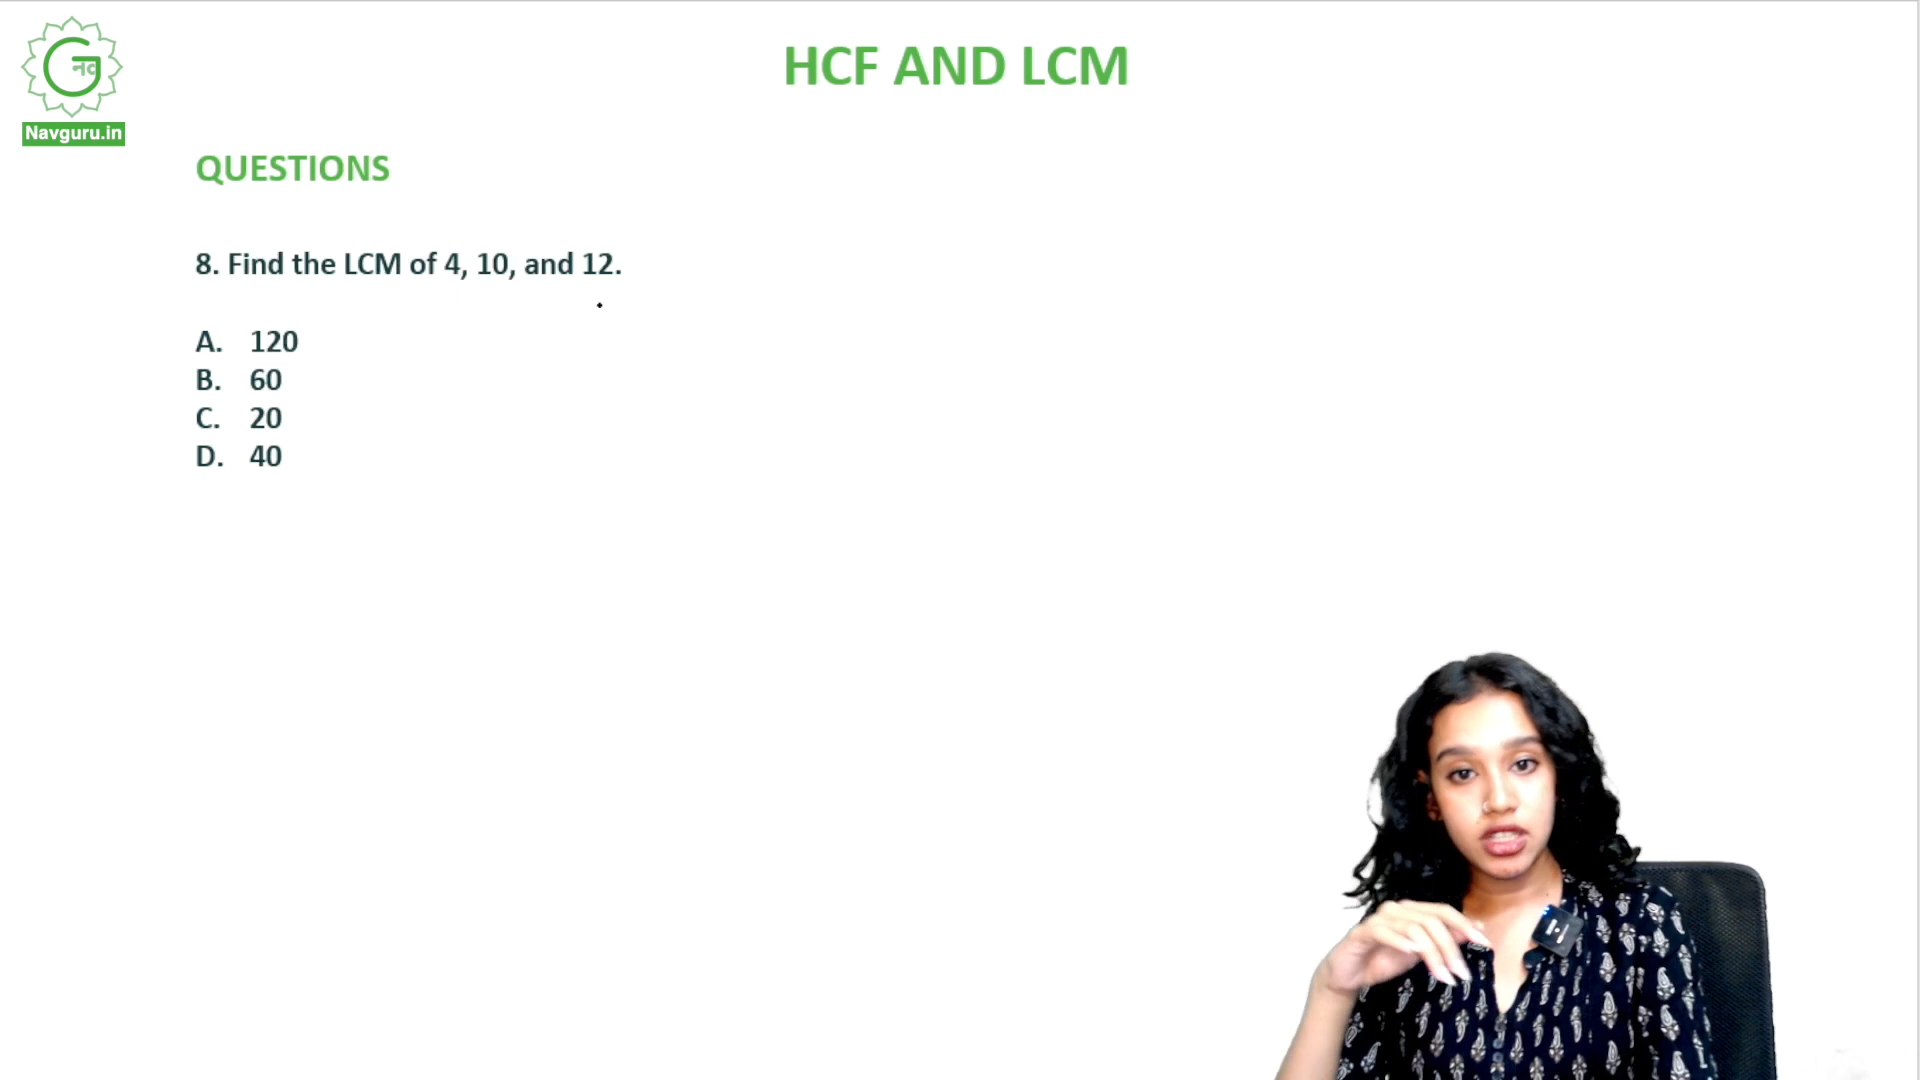 HCF AND LCM
नव
Navguru.in
QUESTIONS
8. Find the LCM of 4, 10, and 12.
A. 120
B. 60
C. 20
D. 40